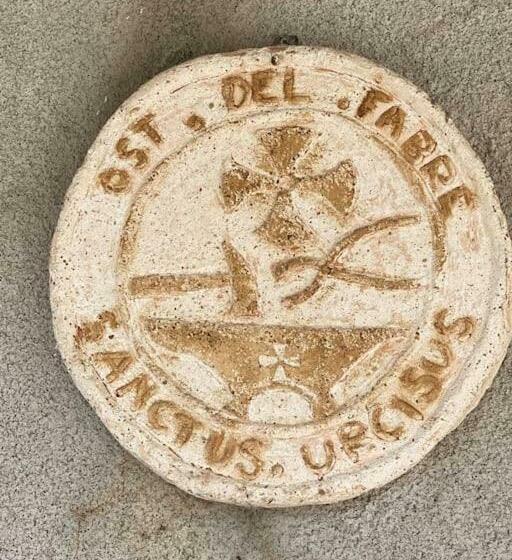 OST. DEL. FABRE
SANCTUS. URCISUS